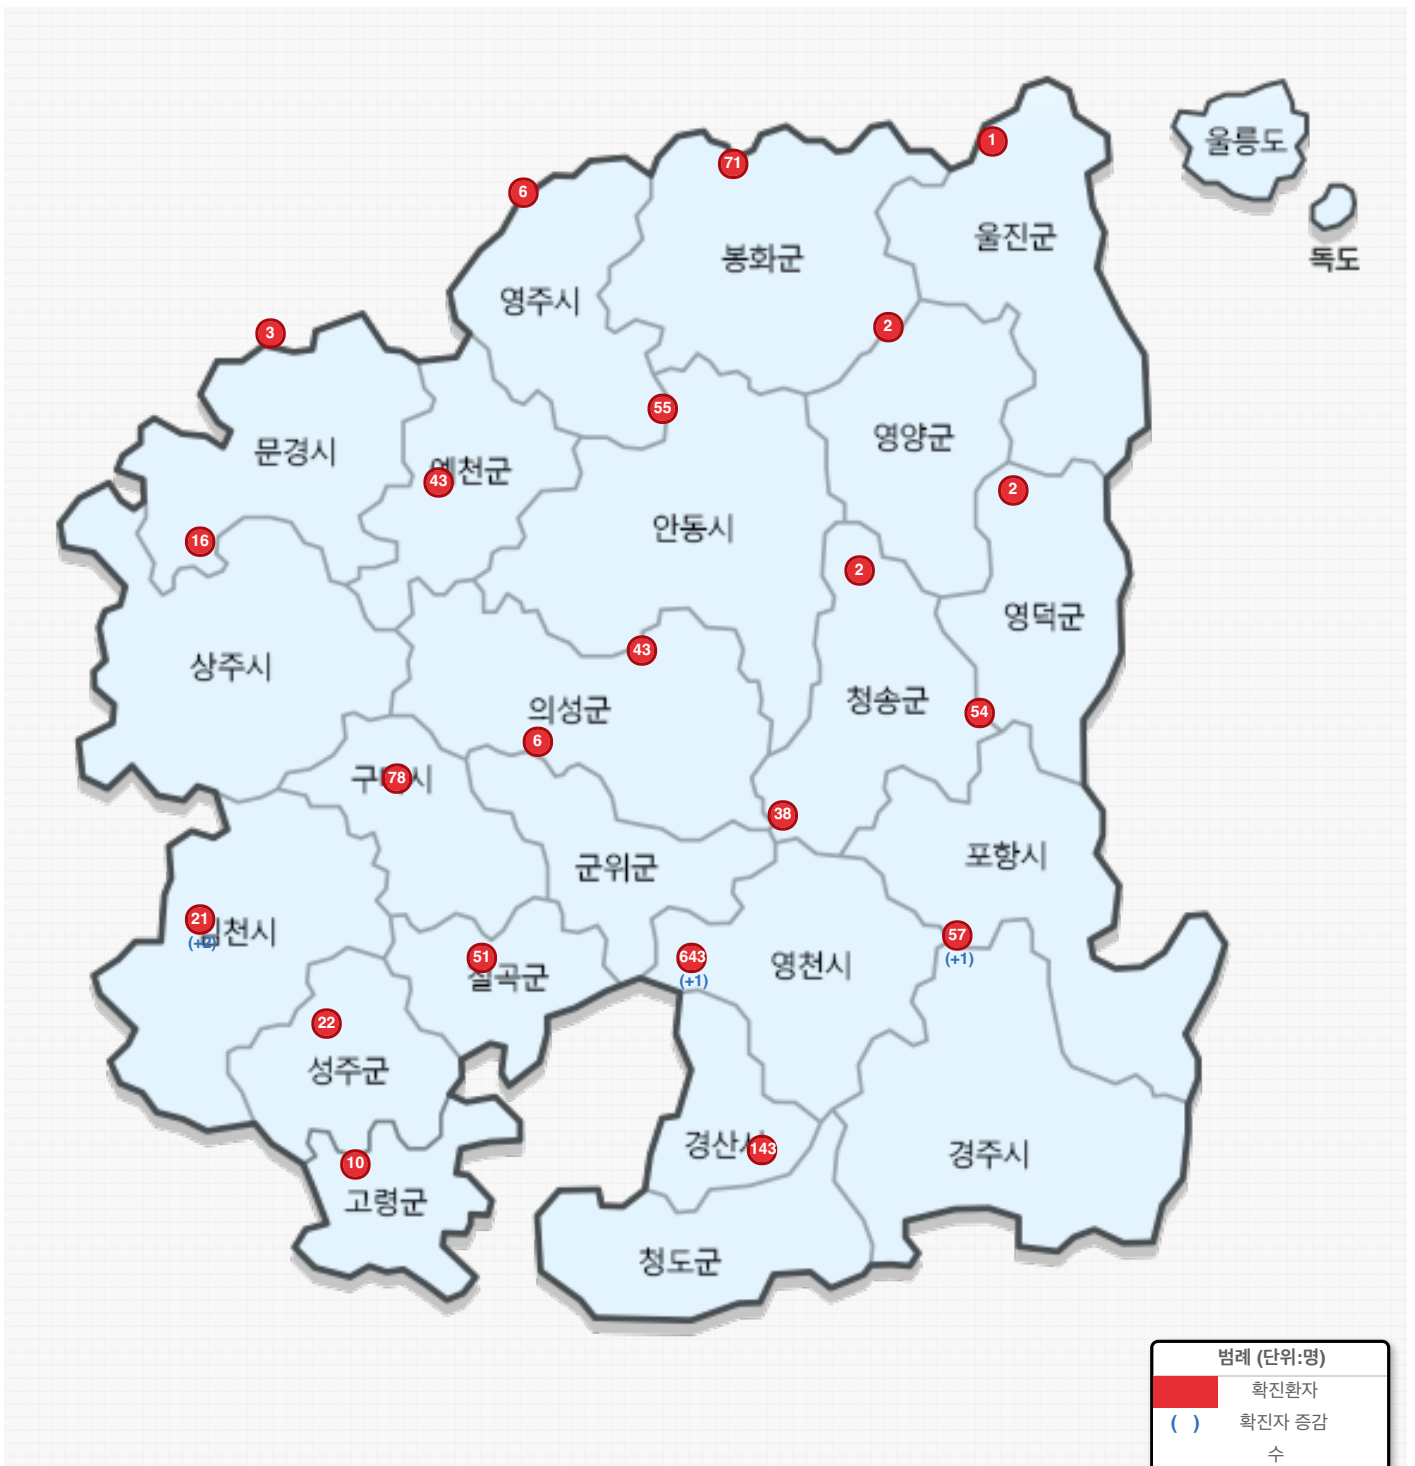 1
울릉도
71
6
울진군
봉화군
독도
영주시
2
3
55
영양군
문경시
예천군
43
2
16
안동시
2
영덕군
43
상주시
청송군
의성군
54
6
78
시
38
포항시
군위군
21
천시
(+2)
57
(+1)
51
칠곡군
643
(+1)
영천시
22
성주군
경산시
143
경주시
10
고령군
청도군
범례 (단위:명)
확진환자
( ) 확진자 증감
수